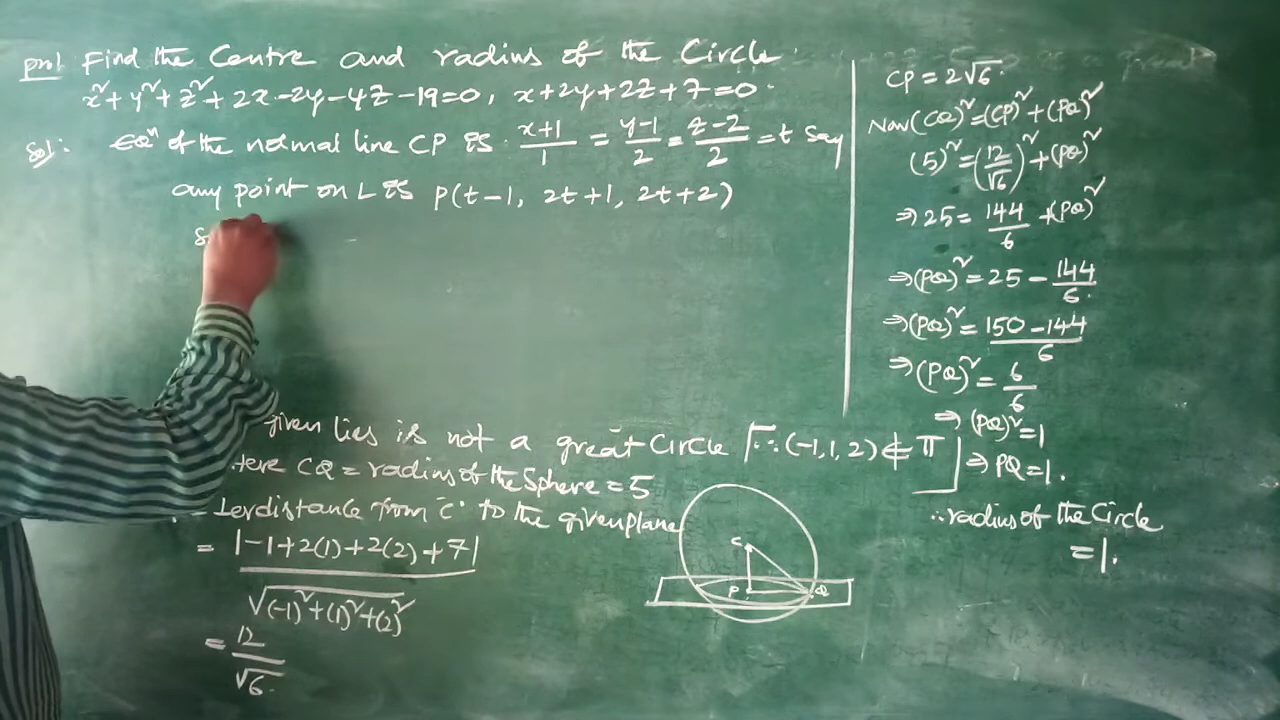 prol Find the Centre and radius of the Circle
x²+y²+z²+2x-2y-4z-19=0, x+2y+2z+7=0.
Sol: Eqⁿ of the normal line CP is x+1/1 = y-1/2 = z-2/2 = t say
any point on L is P(t-1, 2t+1, 2t+2)
given lies is not a great Circle [∵(-1,1,2)∉π]
Here CQ = radius of the Sphere = 5
⊥er distance from 'C' to the given plane
= |-1+2(1)+2(2)+7|
√(-1)²+(1)²+(2)²
= 12/√6.
C
P
Q
CP = 2√6.
Now (CQ)²=(CP)²+(PQ)²
(5)²=(12/√6)²+(PQ)²
⇒ 25 = 144/6 + (PQ)²
⇒ (PQ)² = 25 - 144/6.
⇒ (PQ)² = 150-144/6
⇒ (PQ)² = 6/6
⇒ (PQ)² = 1
⇒ PQ = 1.
∴ radius of the Circle
= 1.